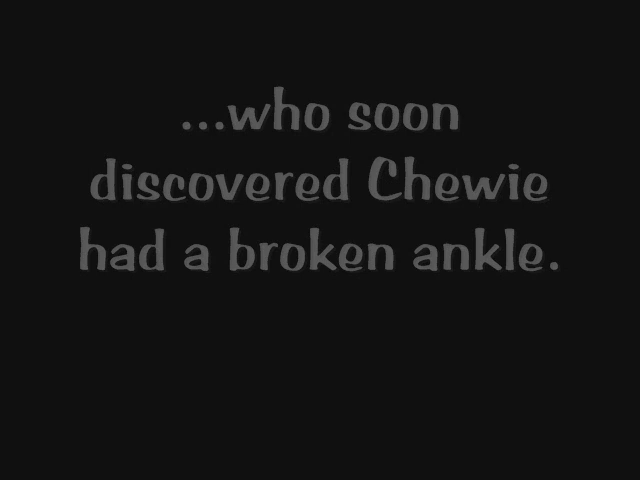 ...who soon
discovered Chewie
had a broken ankle.